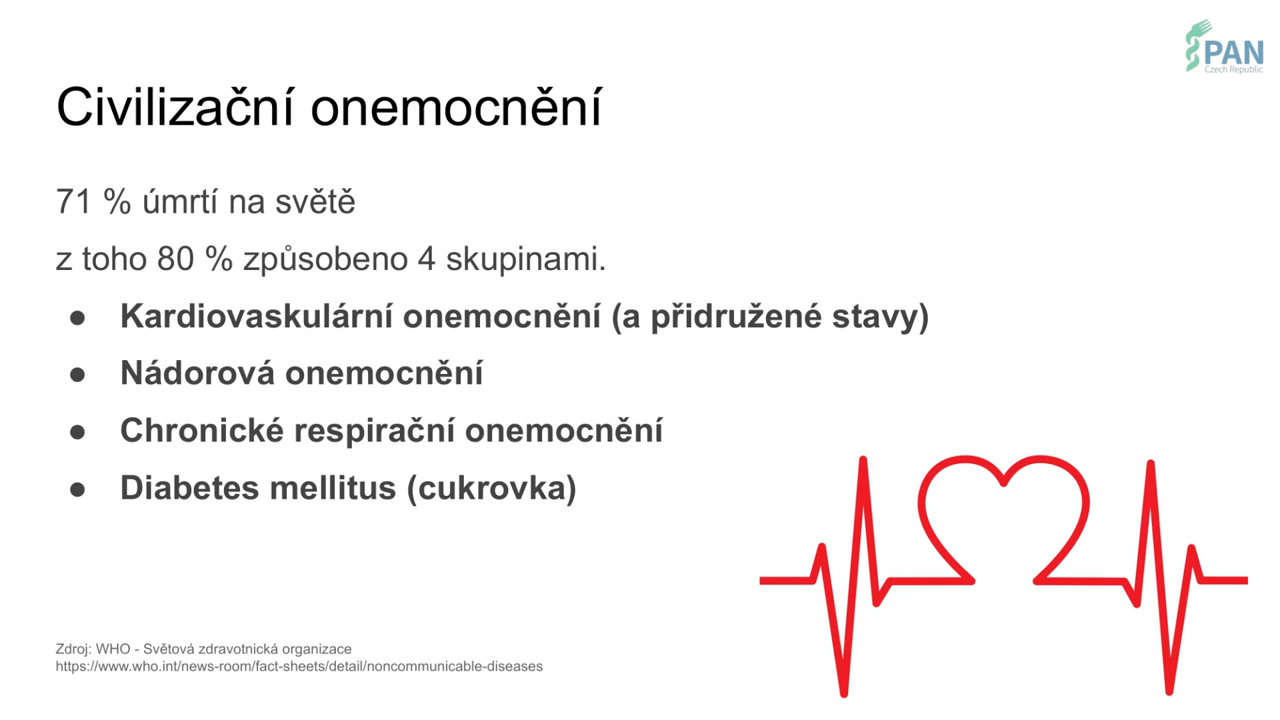 PAN
Czech Republic
Civilizační onemocnění
71 % úmrtí na světě
z toho 80 % způsobeno 4 skupinami.
● Kardiovaskulární onemocnění (a přidružené stavy)
● Nádorová onemocnění
● Chronické respirační onemocnění
● Diabetes mellitus (cukrovka)
Zdroj: WHO - Světová zdravotnická organizace
https://www.who.int/news-room/fact-sheets/detail/noncommunicable-diseases